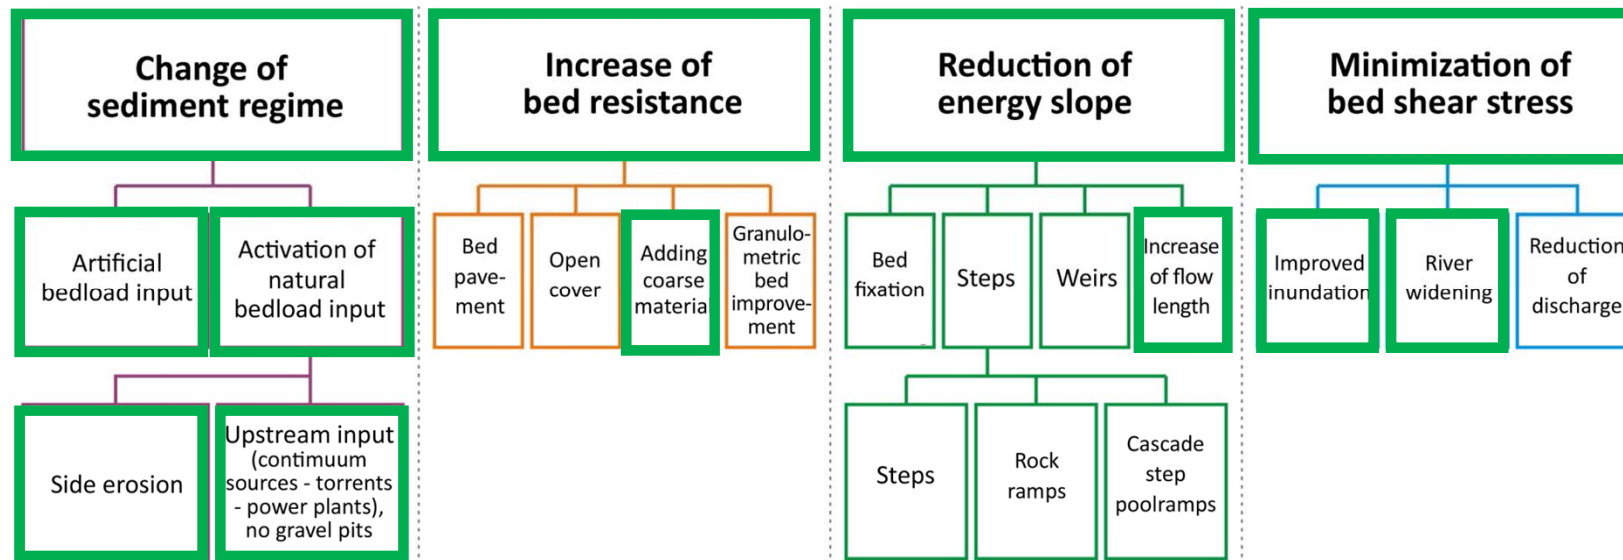 Change of
sediment regime
Increase of
bed resistance
Reduction of
energy slope
Minimization of
bed shear stress
Artificial
bedload input
Activation of
natural
bedload input
Bed
pave-
ment
Open
cover
Adding
coarse
materia
Granulo-
metric
bed
improve-
ment
Bed
fixation
Steps
Weirs
Increase
of flow
length
Improved
inundation
River
widening
Reduction
of
discharge
Side erosion
Upstream input
(continuum
sources - torrents
- power plants),
no gravel pits
Steps
Rock
ramps
Cascade
step
poolramps